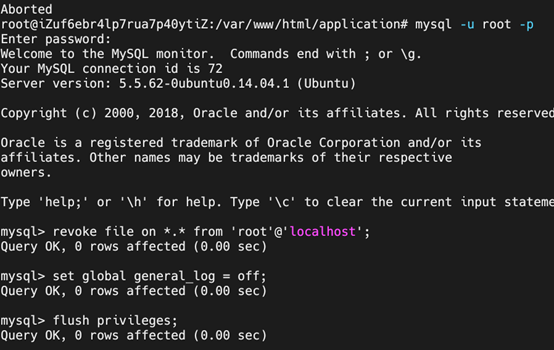 Aborted
root@iZuf6ebr4lp7rua7p40ytiZ:/var/www/html/application# mysql -u root -p
Enter password:
Welcome to the MySQL monitor.  Commands end with ; or \g.
Your MySQL connection id is 72
Server version: 5.5.62-0ubuntu0.14.04.1 (Ubuntu)
Copyright (c) 2000, 2018, Oracle and/or its affiliates. All rights reserved
Oracle is a registered trademark of Oracle Corporation and/or its
affiliates. Other names may be trademarks of their respective
owners.
Type 'help;' or '\h' for help. Type '\c' to clear the current input stateme
mysql> revoke file on *.* from 'root'@'localhost';
Query OK, 0 rows affected (0.00 sec)
mysql> set global general_log = off;
Query OK, 0 rows affected (0.00 sec)
mysql> flush privileges;
Query OK, 0 rows affected (0.00 sec)